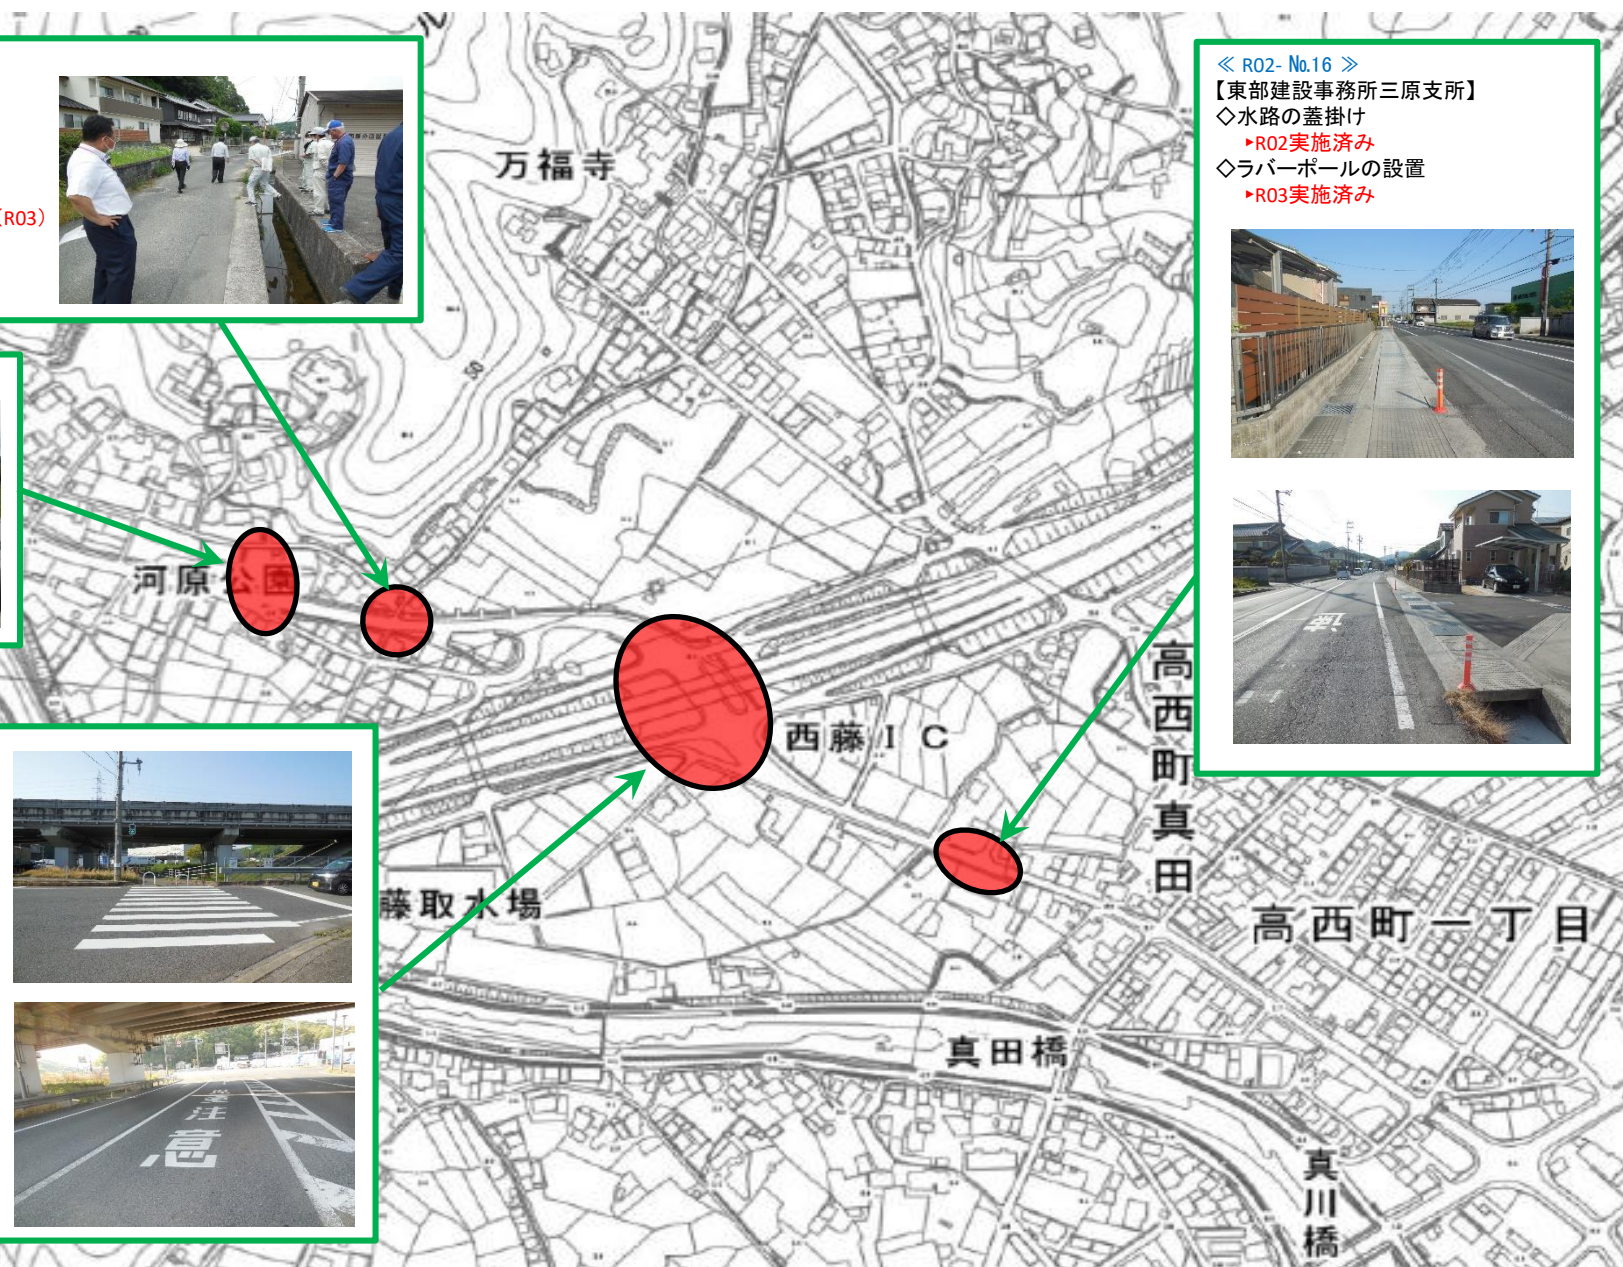 （R03）
≪ R02- No.16 ≫
【東部建設事務所三原支所】
◇水路の蓋掛け
▸R02実施済み
◇ラバーポールの設置
▸R03実施済み
万福寺
河原公園
西藤IC
高西町真田
藤取水場
高西町一丁目
真田橋
真川橋
50
速
注意